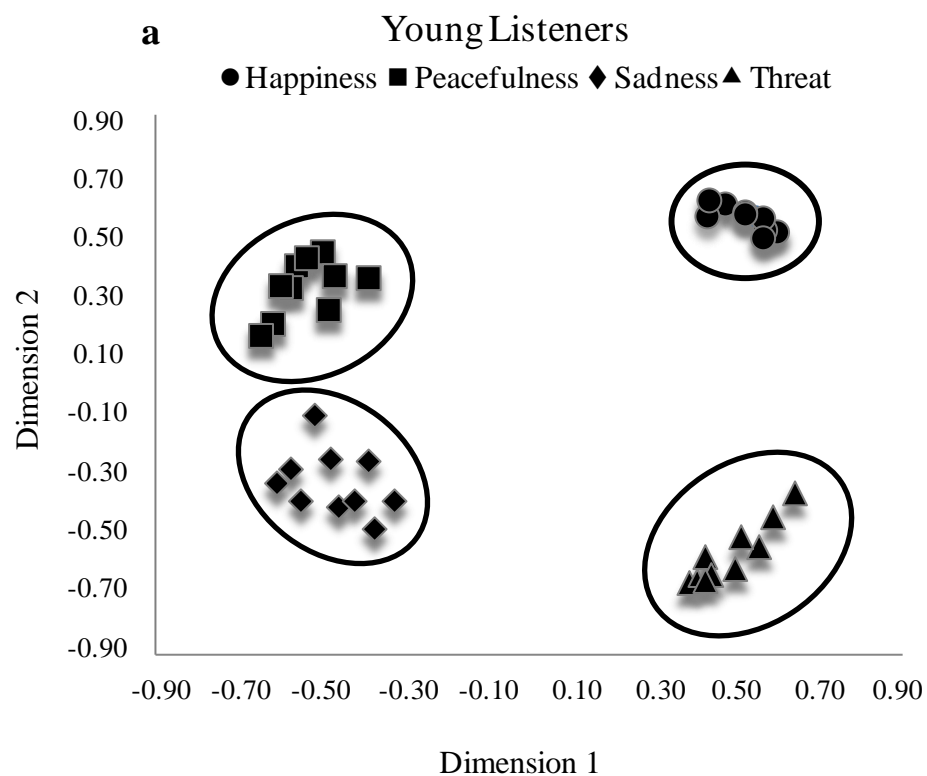 a
Young Listeners
Happiness Peacefulness Sadness Threat
0.90
0.70
0.50
0.30
0.10
-0.10
-0.30
-0.50
-0.70
-0.90
Dimension 2
-0.90 -0.70 -0.50 -0.30 -0.10 0.10 0.30 0.50 0.70 0.90
Dimension 1